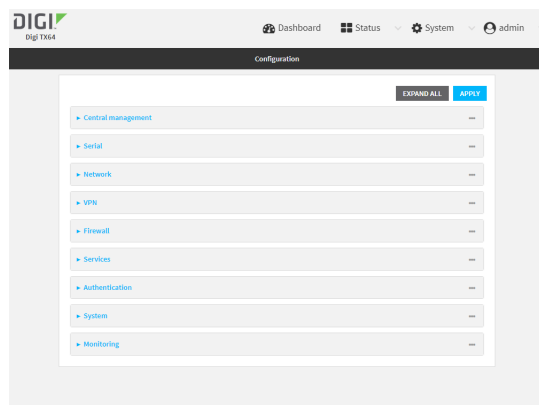 DIGI.
Digi TX64
Dashboard Status System admin
Configuration
EXPAND ALL APPLY
Central management
Serial
Network
VPN
Firewall
Services
Authentication
System
Monitoring